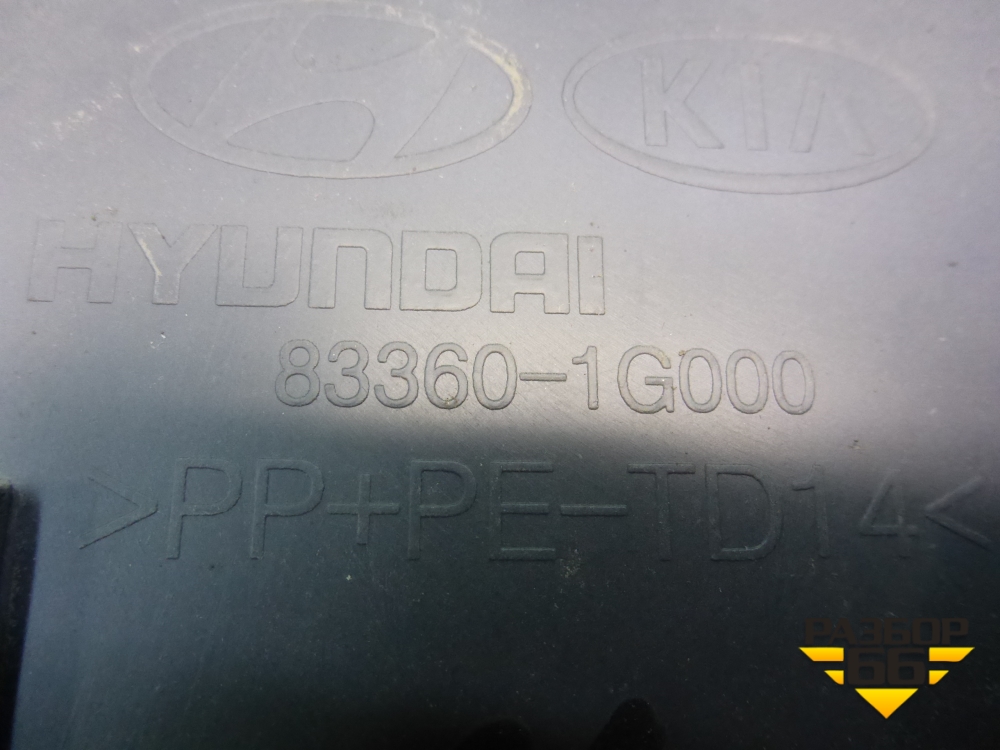 KIA
HYUNDAI
83360-1G000
>PP+PE-TD14<
РАЗБОР
66